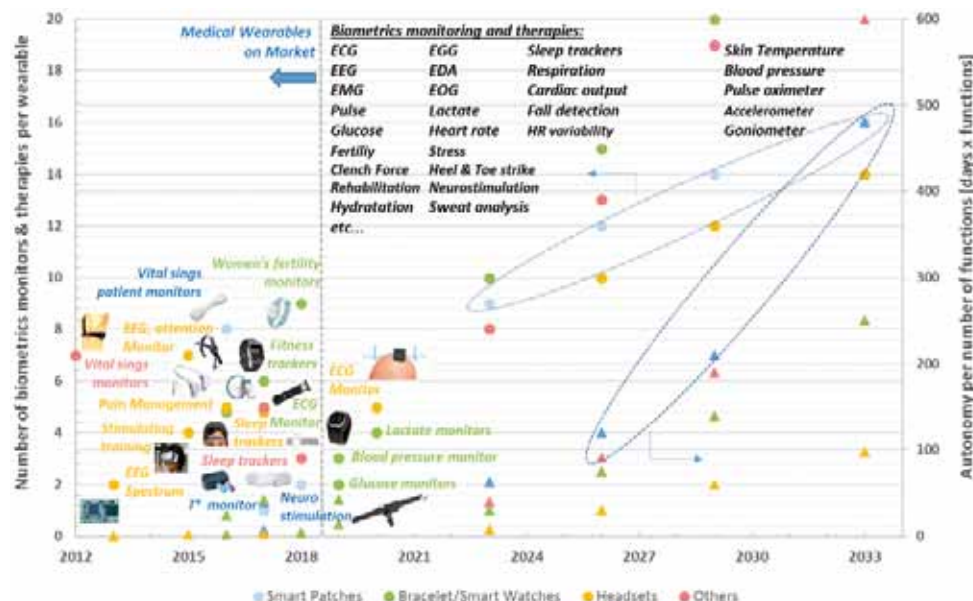 20
18
16
14
12
10
8
6
4
2
0
Number of biometrics monitors & therapies per wearable
Medical Wearables
on Market
Biometrics monitoring and therapies:
ECG EGG Sleep trackers Skin Temperature
EEG EDA Respiration Blood pressure
EMG EOG Cardiac output Pulse oximeter
Pulse Lactate Fall detection Accelerometer
Glucose Heart rate HR variability Goniometer
Fertiliy Stress
Clench Force Heel & Toe strike
Rehabilitation Neurostimulation
Hydratation Sweat analysis
etc...
Women's fertility
monitors
Vital sings
patient monitors
EEG; attention
Monitor
Fitness
trackers
Vital sings
monitors
ECG
Monitor
Pain Management
ECG
Monitor
Stimulating
training
Sleep
trackers
Lactate monitors
Sleep trackers
Blood pressure monitor
EEG
Spectrum
Glucose monitors
T° monitor
Neuro
stimulation
600
500
400
300
200
100
0
Autonomy per number of functions [days x functions]
2012 2015 2018 2021 2024 2027 2030 2033
Smart Patches Bracelet/Smart Watches Headsets Others